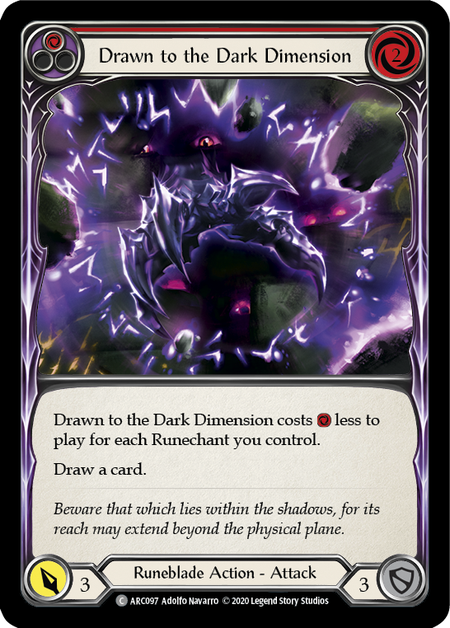 Drawn to the Dark Dimension
2
Drawn to the Dark Dimension costs less to
play for each Runechant you control.
Draw a card.
Beware that which lies within the shadows, for its
reach may extend beyond the physical plane.
3
Runeblade Action - Attack
3
C ARC097 Adolfo Navarro © 2020 Legend Story Studios